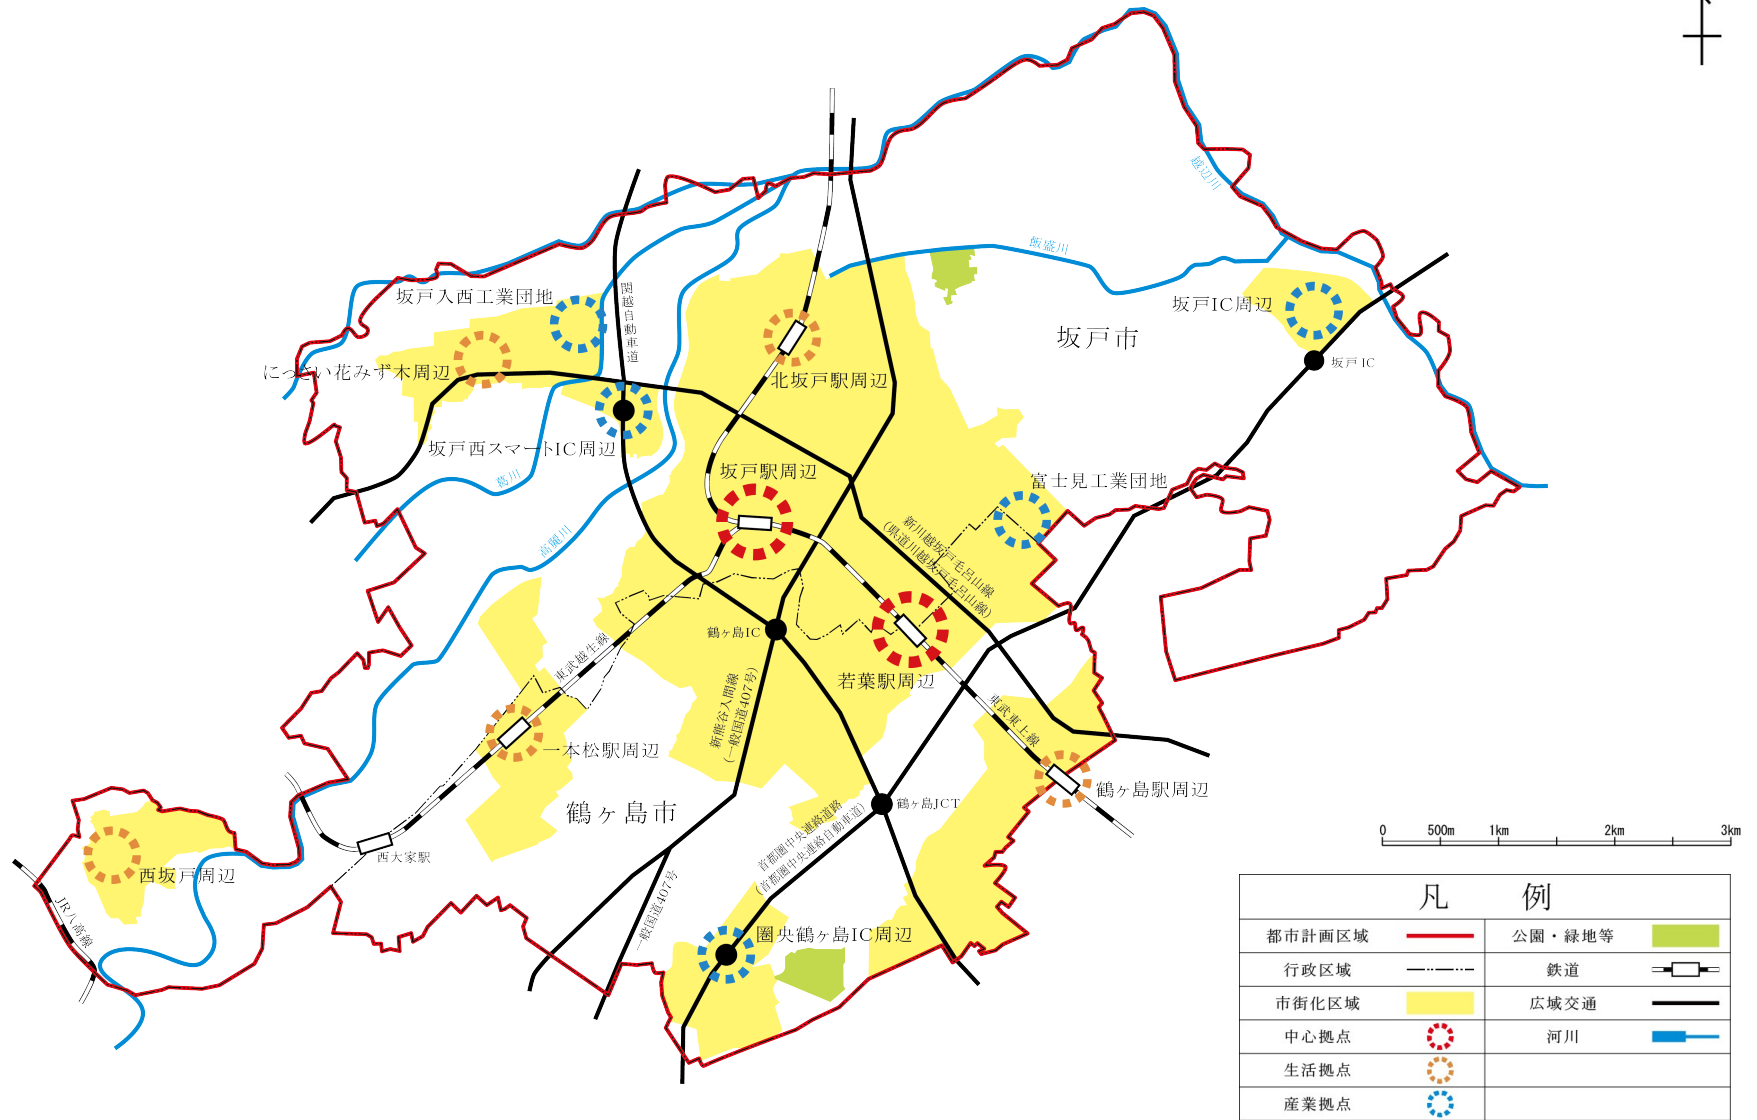 越辺川
飯盛川
坂戸入西工業団地
関越自動車道
坂戸IC周辺
坂戸市
坂戸 IC
にっさい花みず木周辺
北坂戸駅周辺
坂戸西スマートIC周辺
坂戸駅周辺
葛川
富士見工業団地
高麗川
新川越坂戸毛呂山線
(県道川越坂戸毛呂山線)
鶴ヶ島IC
東武越生線
若葉駅周辺
新熊谷入間線
(一般国道407号)
東武東上線
一本松駅周辺
鶴ヶ島駅周辺
鶴ヶ島市
鶴ヶ島JCT
首都圏中央連絡道路
(首都圏中央連絡自動車道)
西大家駅
西坂戸周辺
JR八高線
一般国道407号
圏央鶴ヶ島IC周辺
0 500m 1km 2km 3km
凡 例
都市計画区域 公園・緑地等
行政区域 鉄道
市街化区域 広域交通
中心拠点 河川
生活拠点
産業拠点